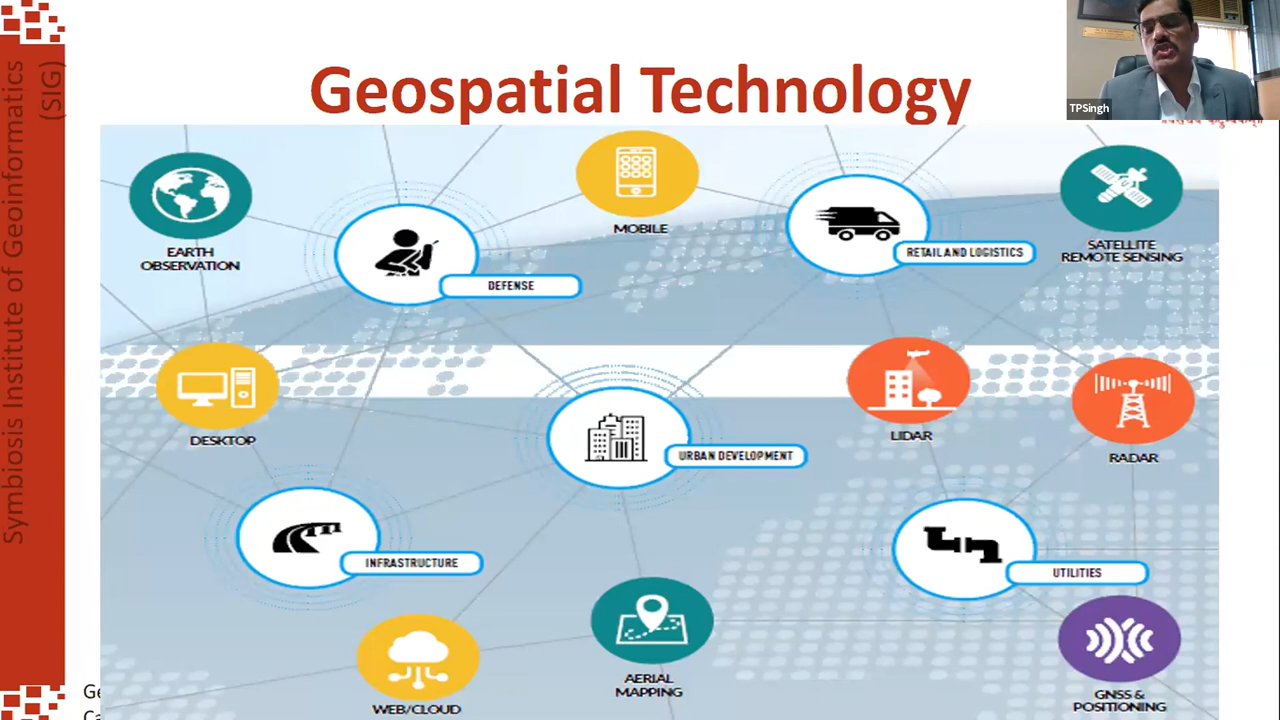 Symbiosis Institute of Geoinformatics
(SIG)
Geospatial Technology
TPSingh
EARTH
OBSERVATION
DEFENSE
MOBILE
RETAIL AND LOGISTICS
SATELLITE
REMOTE SENSING
DESKTOP
URBAN DEVELOPMENT
LIDAR
RADAR
INFRASTRUCTURE
UTILITIES
WEB/CLOUD
AERIAL
MAPPING
GNSS &
POSITIONING